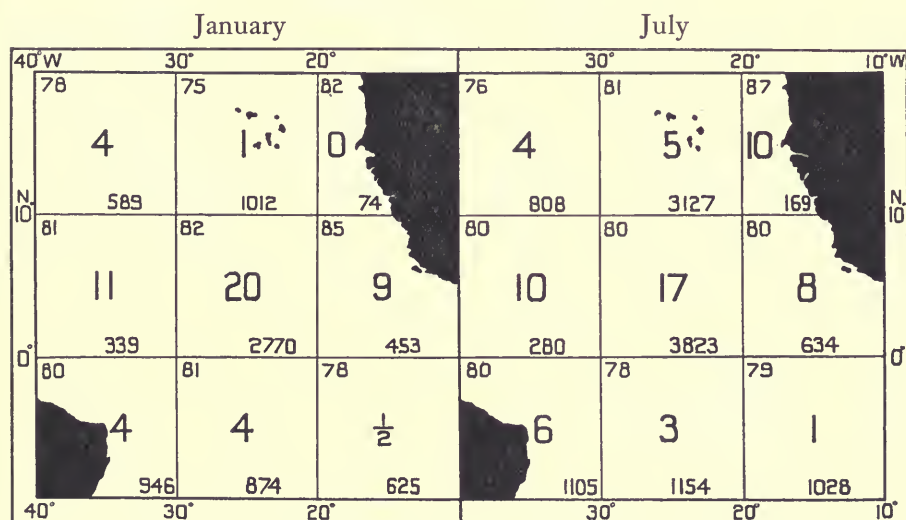 January July
40°W 30° 20° 30° 20° 10°W
78 75 82 76 81 87
4 1 0 4 5 10
589 1012 74 808 3127 169
N. 10° N. 10°
81 82 85 80 80 80
11 20 9 10 17 8
339 2770 453 280 3823 634
0° 0°
80 81 78 80 78 79
4 4 ½ 6 3 1
946 874 625 1105 1154 1028
40° 30° 20° 30° 20° 10°